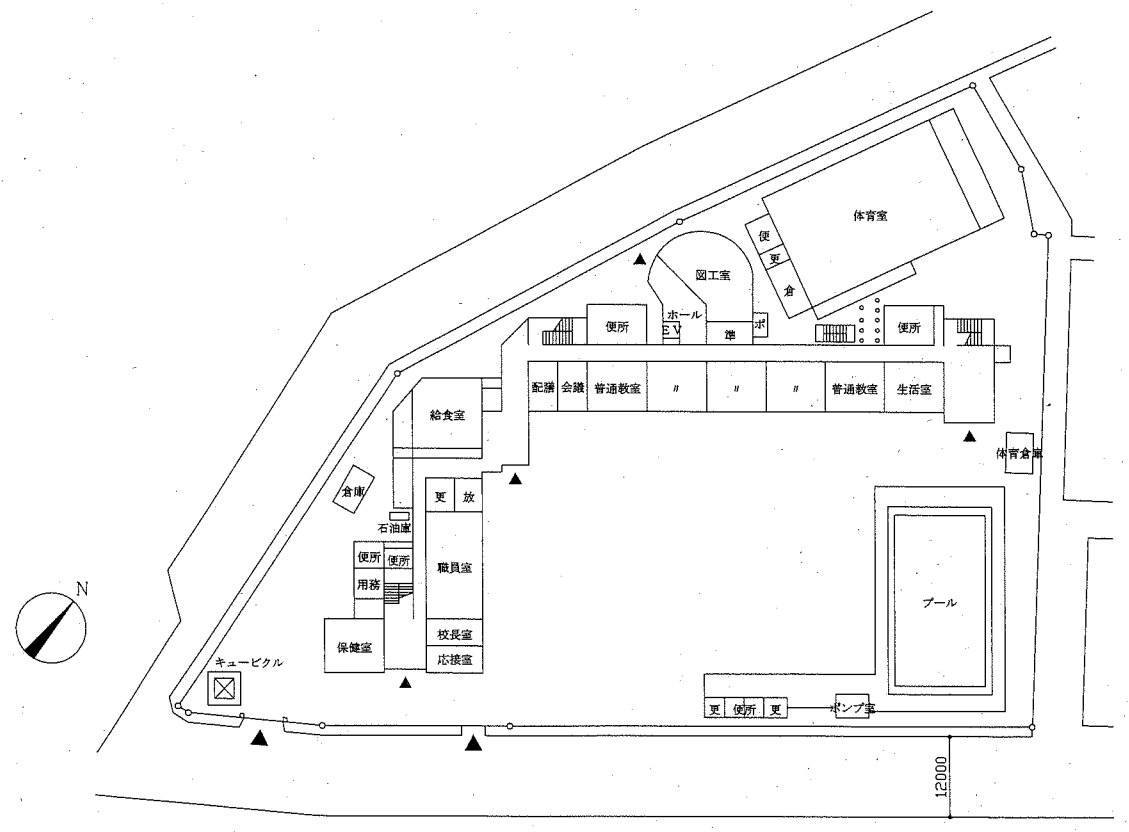 体育室
便
更
倉
図工室
ホール
EV
準
ポ
便所
便所
配膳
会議
普通教室
〃
〃
〃
普通教室
生活室
給食室
体育倉庫
倉庫
更
放
石油庫
便所
便所
職員室
用務
プール
N
校長室
保健室
応接室
キュービクル
更
便所
更
ポンプ室
12000